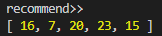 recommend>>
[ 16, 7, 20, 23, 15 ]